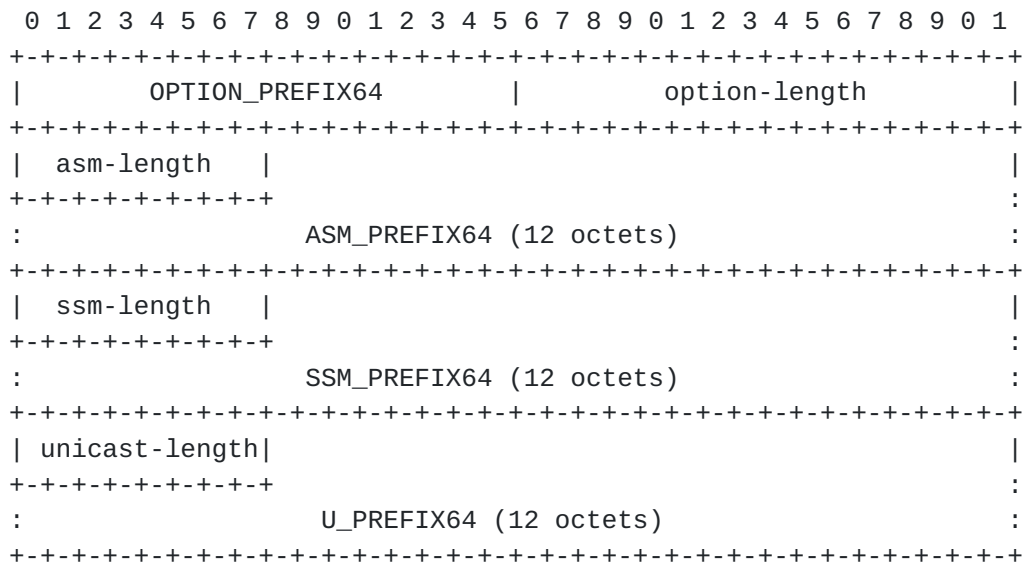 0 1 2 3 4 5 6 7 8 9 0 1 2 3 4 5 6 7 8 9 0 1 2 3 4 5 6 7 8 9 0 1
+-+-+-+-+-+-+-+-+-+-+-+-+-+-+-+-+-+-+-+-+-+-+-+-+-+-+-+-+-+-+-+-+
|        OPTION_PREFIX64        |         option-length         |
+-+-+-+-+-+-+-+-+-+-+-+-+-+-+-+-+-+-+-+-+-+-+-+-+-+-+-+-+-+-+-+-+
|  asm-length   |                                               |
+-+-+-+-+-+-+-+-+                                               :
:                  ASM_PREFIX64 (12 octets)                     :
+-+-+-+-+-+-+-+-+-+-+-+-+-+-+-+-+-+-+-+-+-+-+-+-+-+-+-+-+-+-+-+-+
|  ssm-length   |                                               |
+-+-+-+-+-+-+-+-+                                               :
:                  SSM_PREFIX64 (12 octets)                     :
+-+-+-+-+-+-+-+-+-+-+-+-+-+-+-+-+-+-+-+-+-+-+-+-+-+-+-+-+-+-+-+-+
| unicast-length|                                               |
+-+-+-+-+-+-+-+-+                                               :
:                   U_PREFIX64 (12 octets)                      :
+-+-+-+-+-+-+-+-+-+-+-+-+-+-+-+-+-+-+-+-+-+-+-+-+-+-+-+-+-+-+-+-+